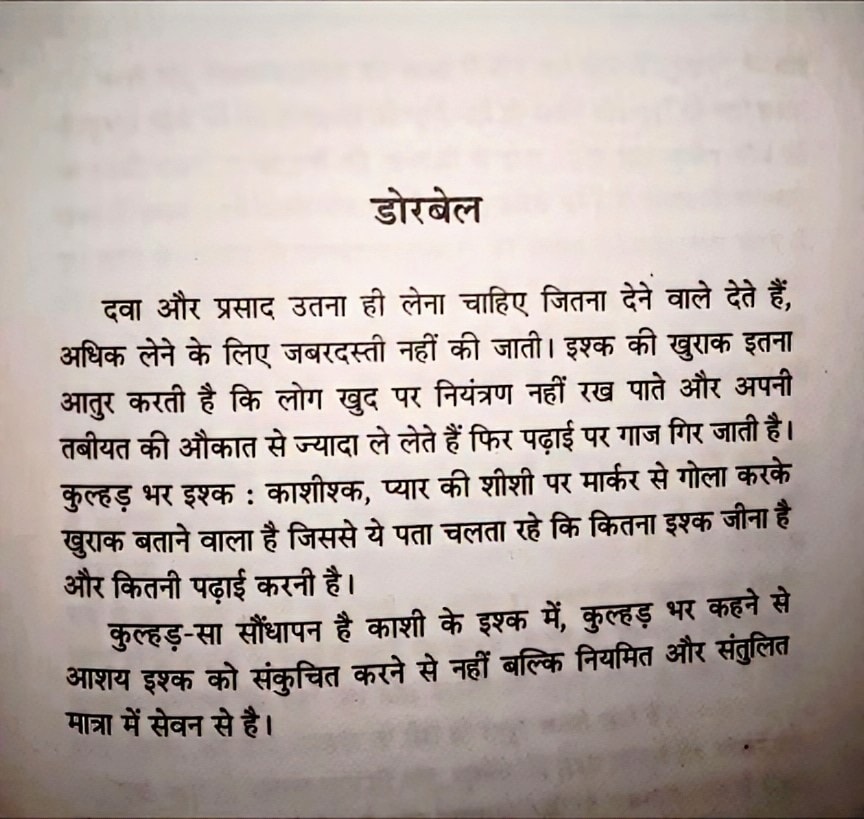 डोरबेल
दवा और प्रसाद उतना ही लेना चाहिए जितना देने वाले देते हैं,
अधिक लेने के लिए जबरदस्ती नहीं की जाती। इश्क की खुराक इतना
आतुर करती है कि लोग खुद पर नियंत्रण नहीं रख पाते और अपनी
तबीयत की औकात से ज्यादा ले लेते हैं फिर पढ़ाई पर गाज गिर जाती है।
कुल्हड़ भर इश्क : काशीश्क, प्यार की शीशी पर मार्कर से गोला करके
खुराक बताने वाला है जिससे ये पता चलता रहे कि कितना इश्क जीना है
और कितनी पढ़ाई करनी है।
कुल्हड़-सा सौंधापन है काशी के इश्क में, कुल्हड़ भर कहने से
आशय इश्क को संकुचित करने से नहीं बल्कि नियमित और संतुलित
मात्रा में सेवन से है।